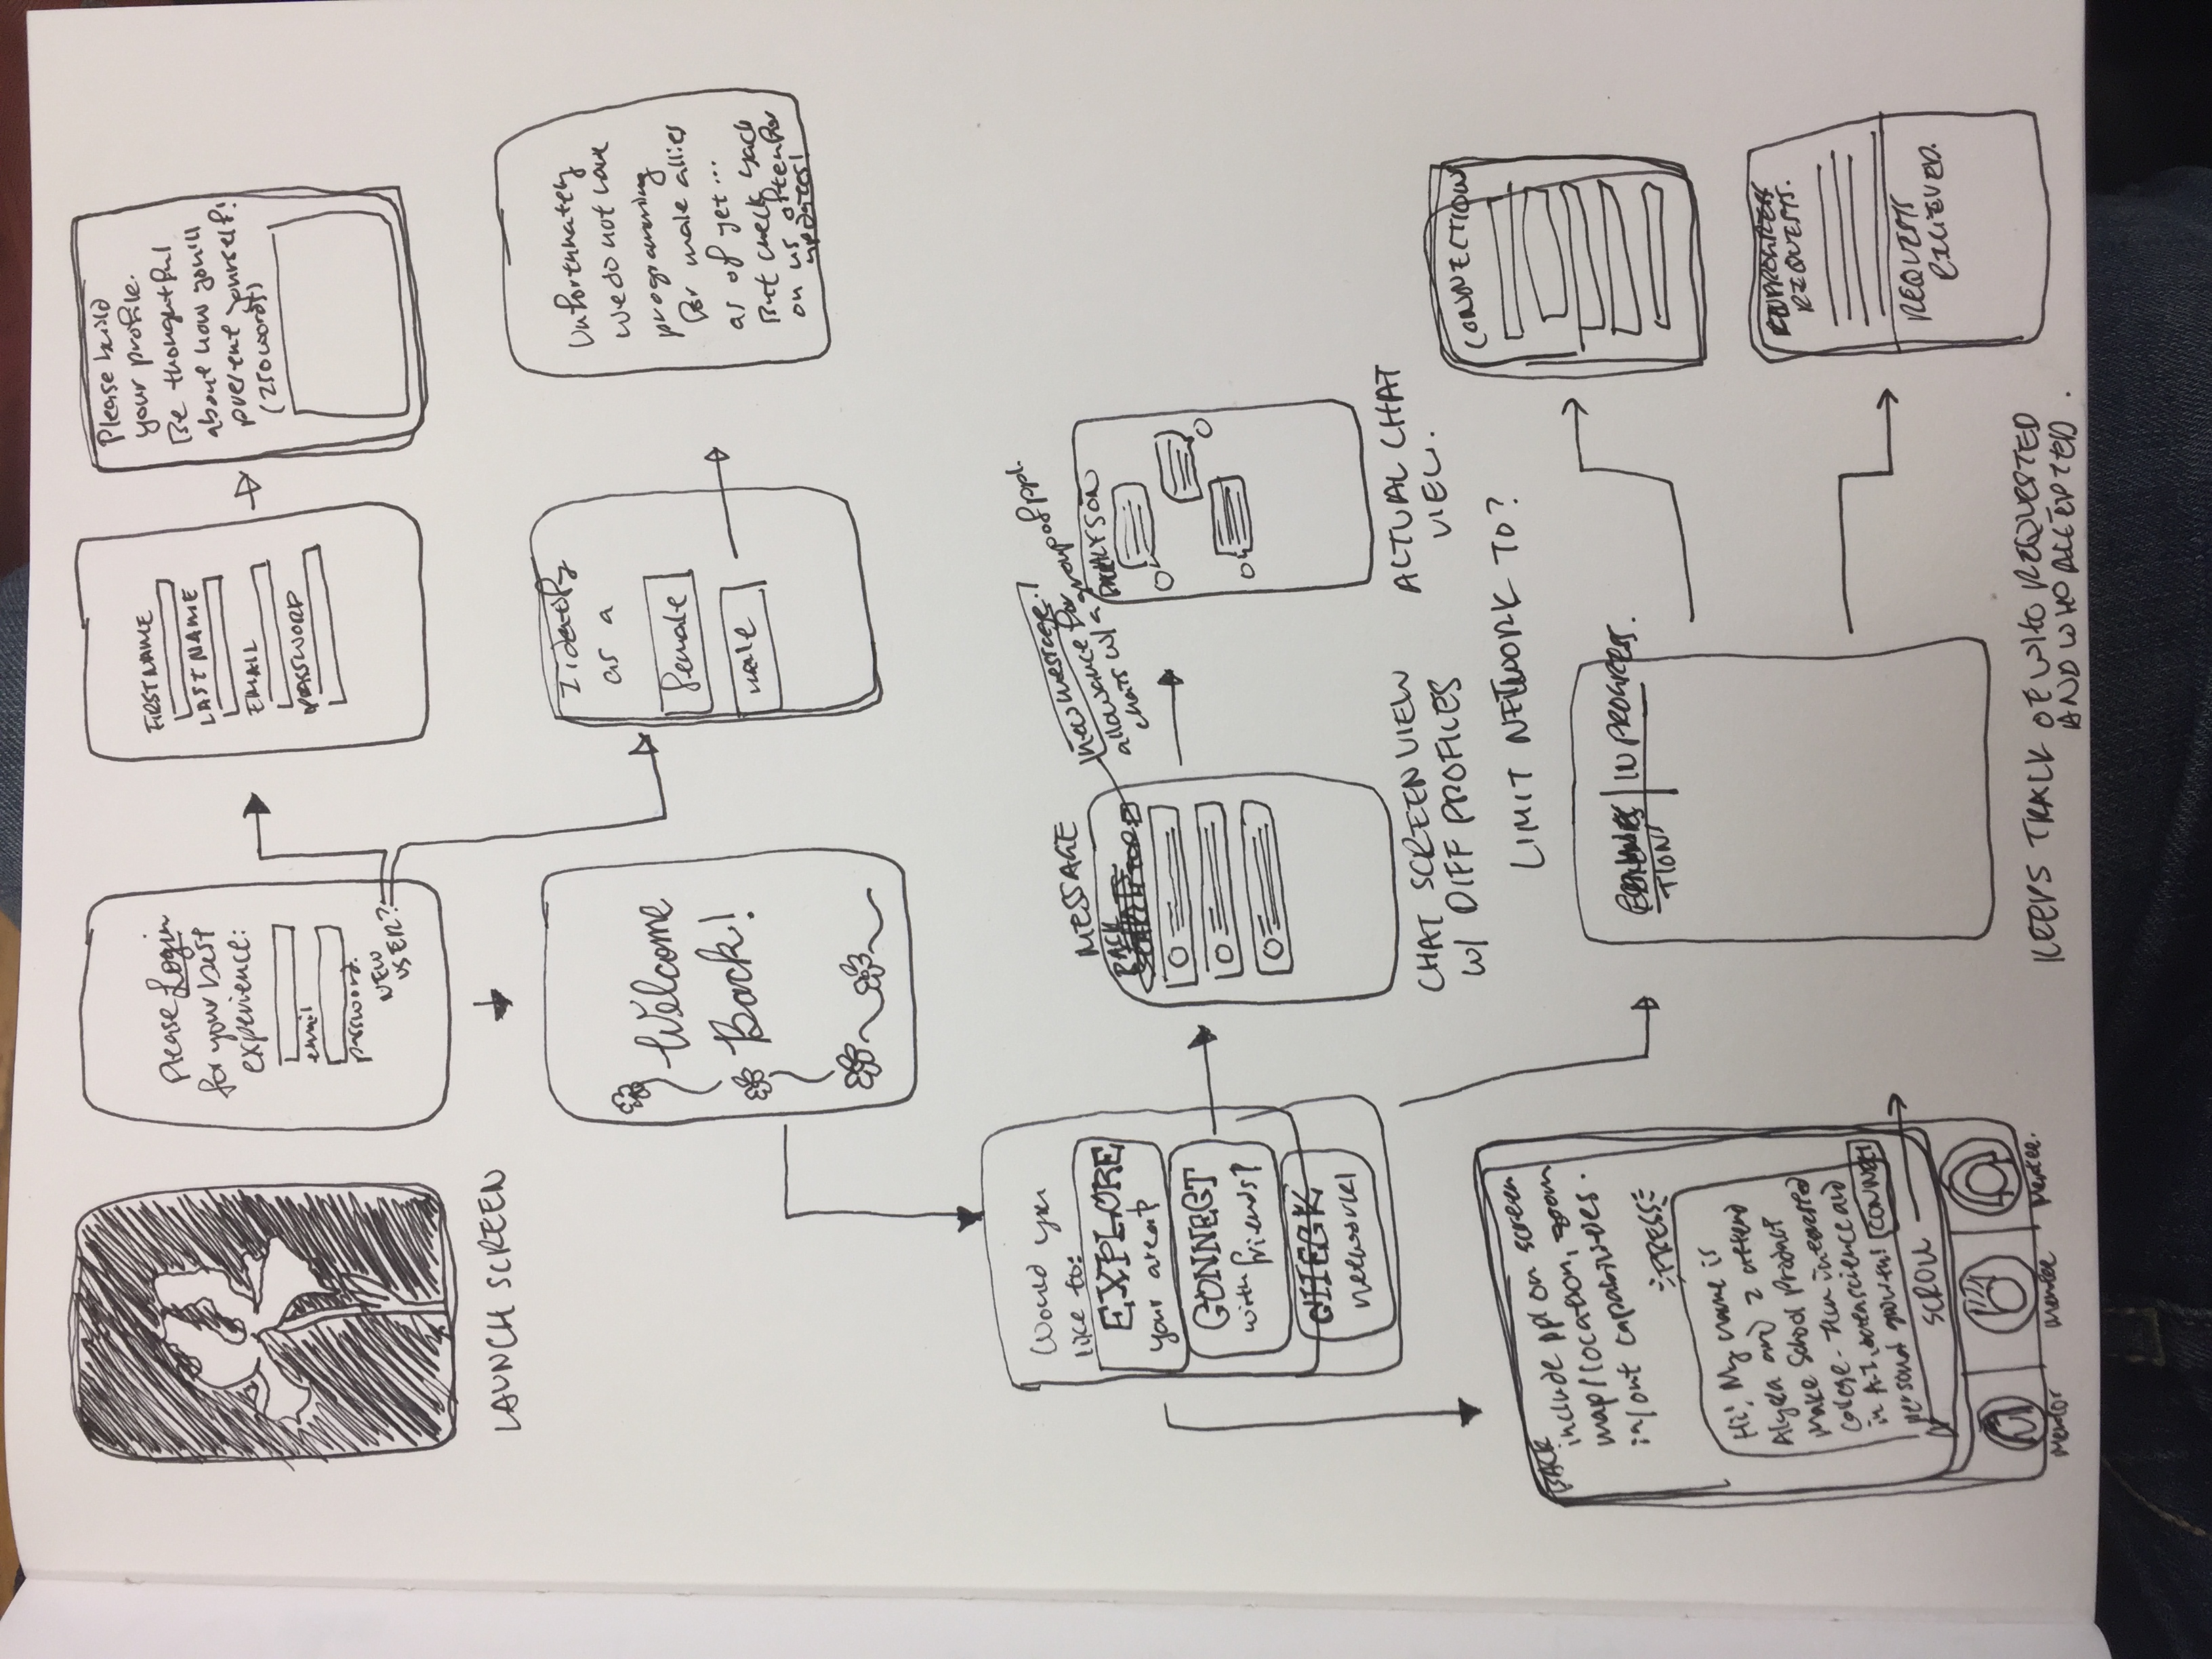 LAUNCH SCREEN
Please Login
for your best
experience:
email
password.
NEW
USER?
FIRST NAME
LAST NAME
EMAIL
PASSWORD
Please build
your profile.
Be thoughtful
about how you'll
present yourself!
(250 words)
Welcome
Back!
I identify
as a
female
male
Unfortunately
we do not have
programming
for male allies
as of yet...
But check back
on us often for
updates!
Would you
like to:
EXPLORE
your area?
CONNECT
with friends?
CHECK
network!
MESSAGE
BACK
new message!
allowance for
chats w/ a group of ppl.
CHAT SCREEN VIEW
W/ DIFF PROFILES
ALYSON
ACTUAL CHAT
VIEW.
BACK
include ppl on screen
map/location, zoom
in/out capabilities.
PRESS
Hi! My name is
and I attend
Make School Product
College. I'm interested
in A.I, data science and
personal growth!
CONNECT
SCROLL
Mentor
Mentee
Mentee.
LIMIT NETWORK TO?
TIONS
IN PROGRESS.
KEEPS TRACK OF WHO REQUESTED
AND WHO ACCEPTED.
CONNECTIONS
INPROGRESS
REQUESTS.
REQUESTS
RECIEVED.